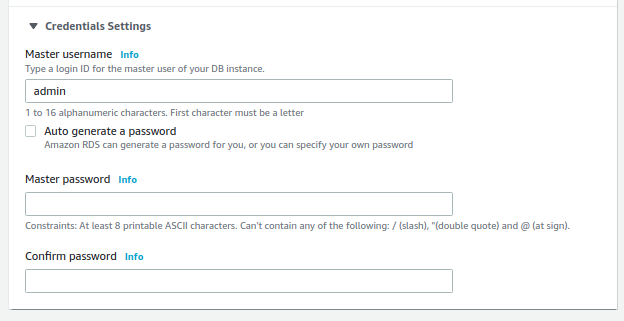 Credentials Settings
Master username Info
Type a login ID for the master user of your DB instance.
admin
1 to 16 alphanumeric characters. First character must be a letter
Auto generate a password
Amazon RDS can generate a password for you, or you can specify your own password
Master password Info
Constraints: At least 8 printable ASCII characters. Can't contain any of the following: / (slash), "(double quote) and @ (at sign).
Confirm password Info